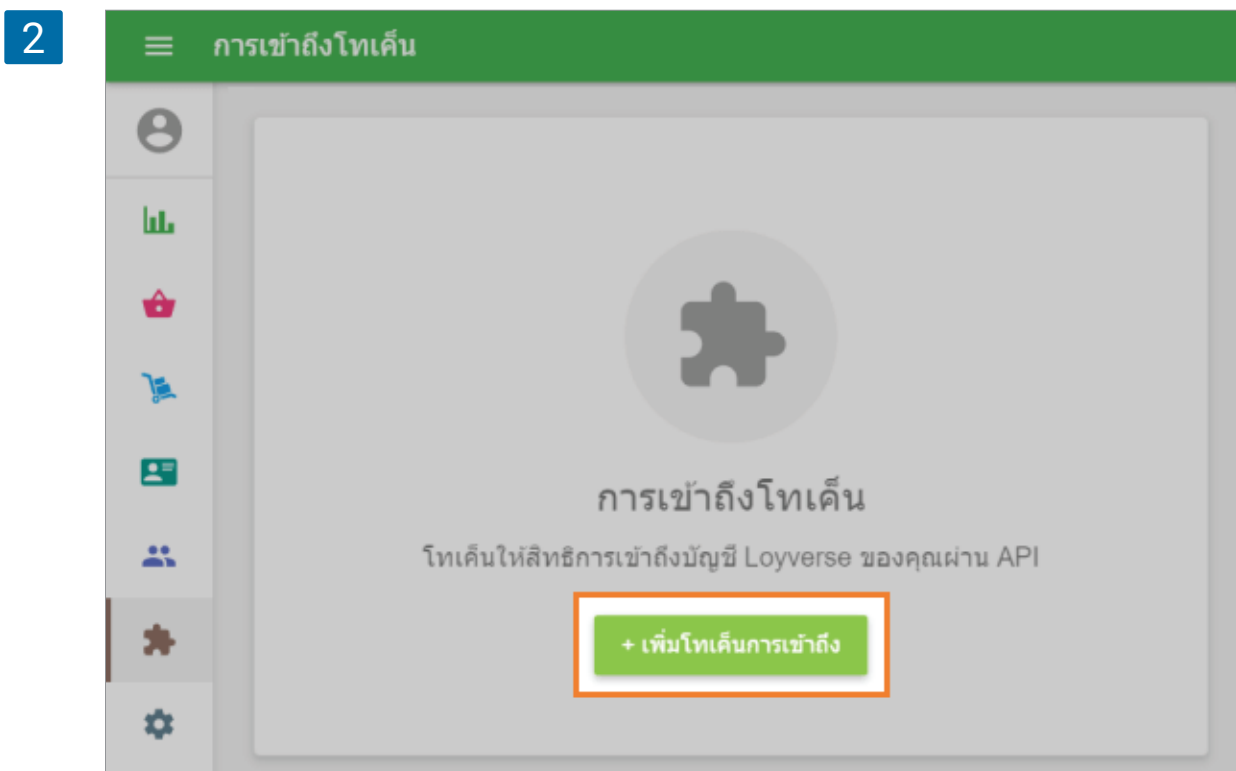 2
การเข้าถึงโทเค็น
การเข้าถึงโทเค็น
โทเค็นให้สิทธิการเข้าถึงบัญชี Loyverse ของคุณผ่าน API
+ เพิ่มโทเค็นการเข้าถึง